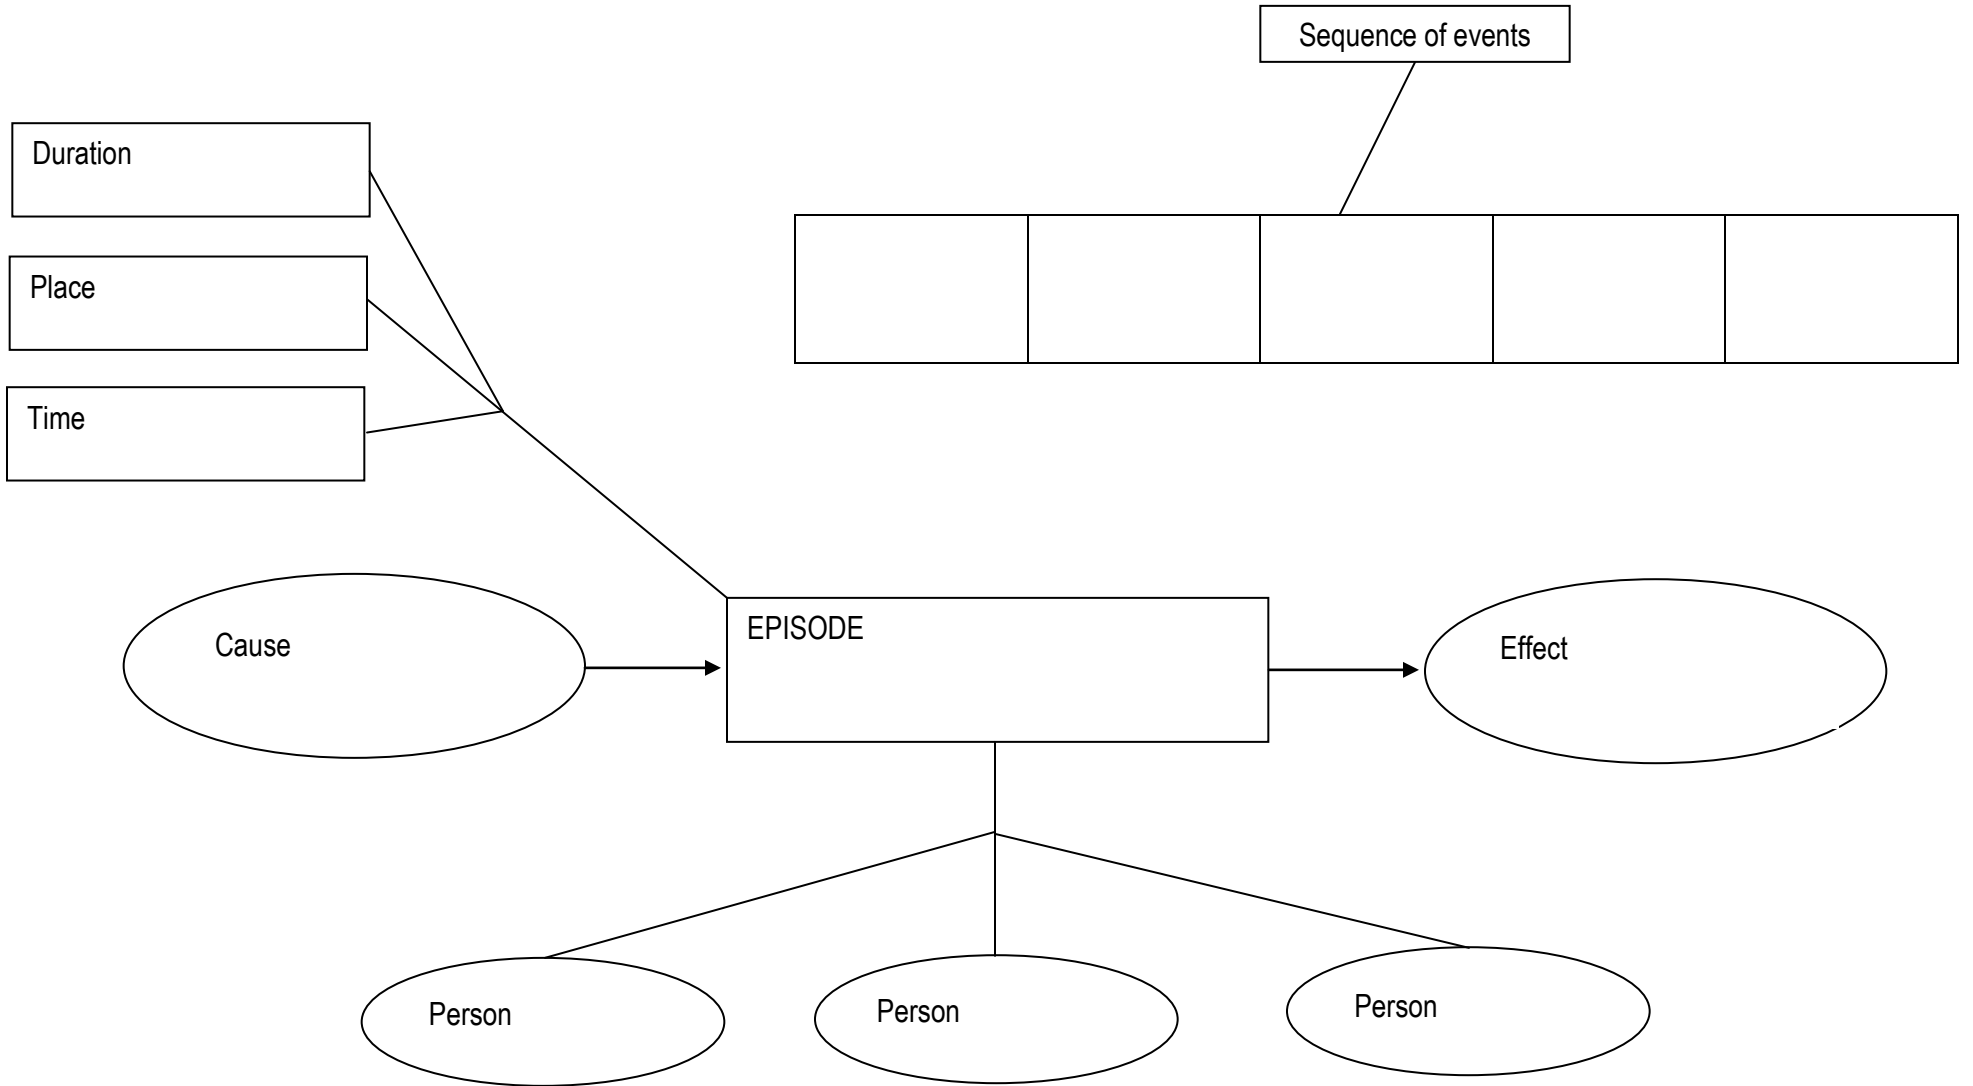 Sequence of events
Duration
Place
Time
Cause
EPISODE
Effect
Person
Person
Person